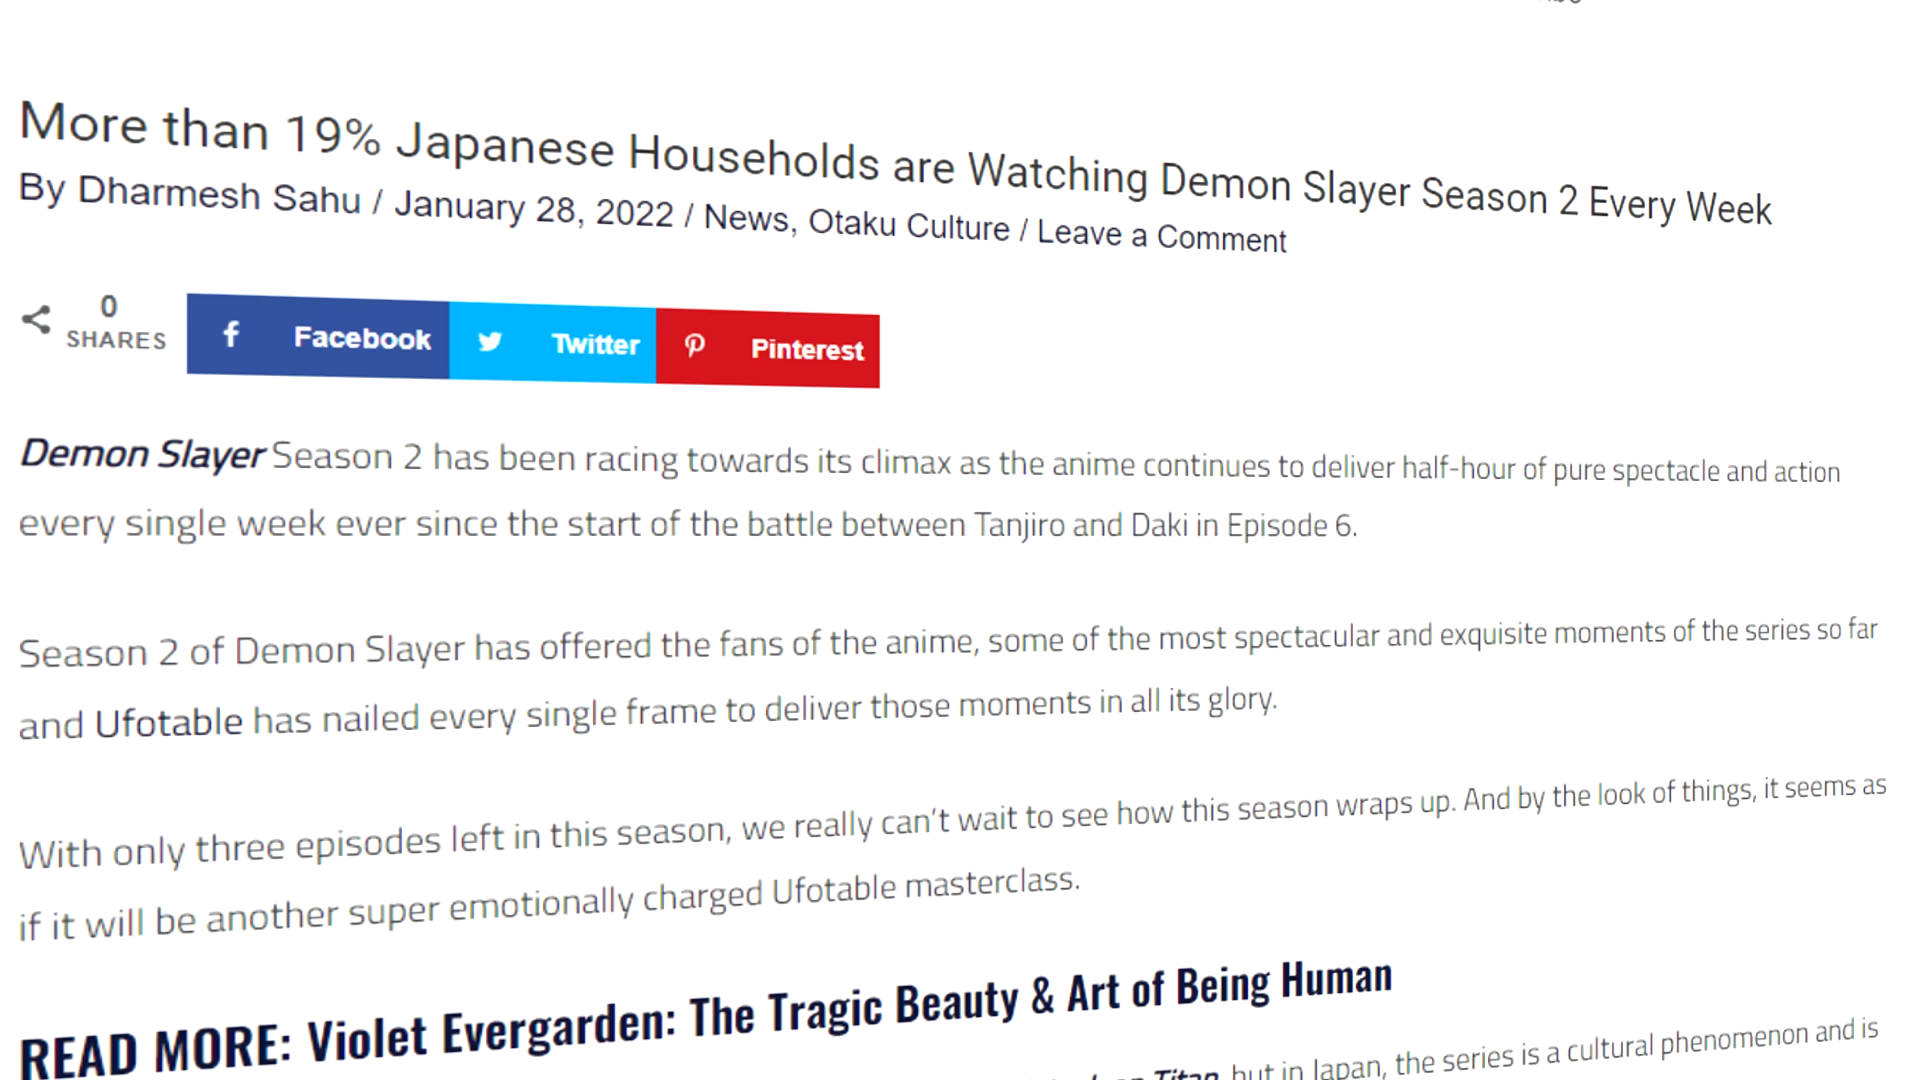 More than 19% Japanese Households are Watching Demon Slayer Season 2 Every Week
By Dharmesh Sahu / January 28, 2022 / News, Otaku Culture / Leave a Comment
0
SHARES
Facebook Twitter Pinterest
Demon Slayer Season 2 has been racing towards its climax as the anime continues to deliver half-hour of pure spectacle and action
every single week ever since the start of the battle between Tanjiro and Daki in Episode 6.
Season 2 of Demon Slayer has offered the fans of the anime, some of the most spectacular and exquisite moments of the series so far
and Ufotable has nailed every single frame to deliver those moments in all its glory.
With only three episodes left in this season, we really can't wait to see how this season wraps up. And by the look of things, it seems as
if it will be another super emotionally charged Ufotable masterclass.
READ MORE: Violet Evergarden: The Tragic Beauty & Art of Being Human
Titan, but in Japan, the series is a cultural phenomenon and is